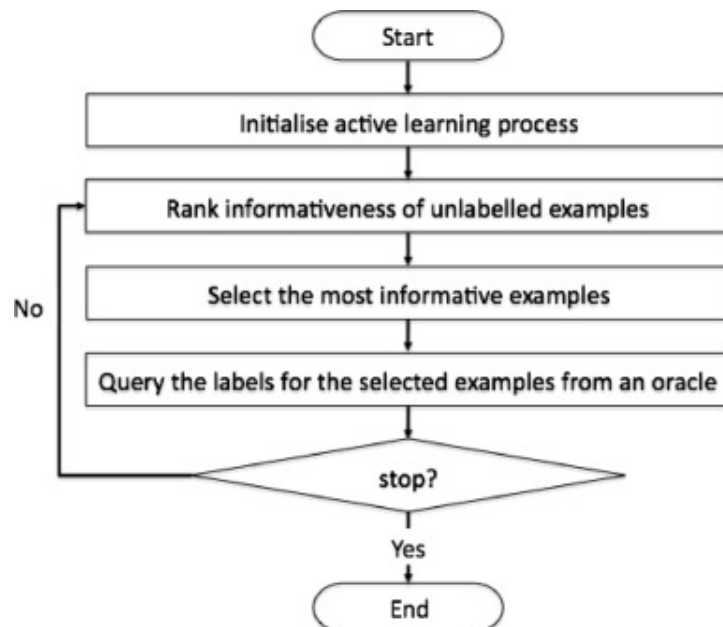 Start
Initialise active learning process
Rank informativeness of unlabelled examples
Select the most informative examples
No
Query the labels for the selected examples from an oracle
stop?
Yes
End